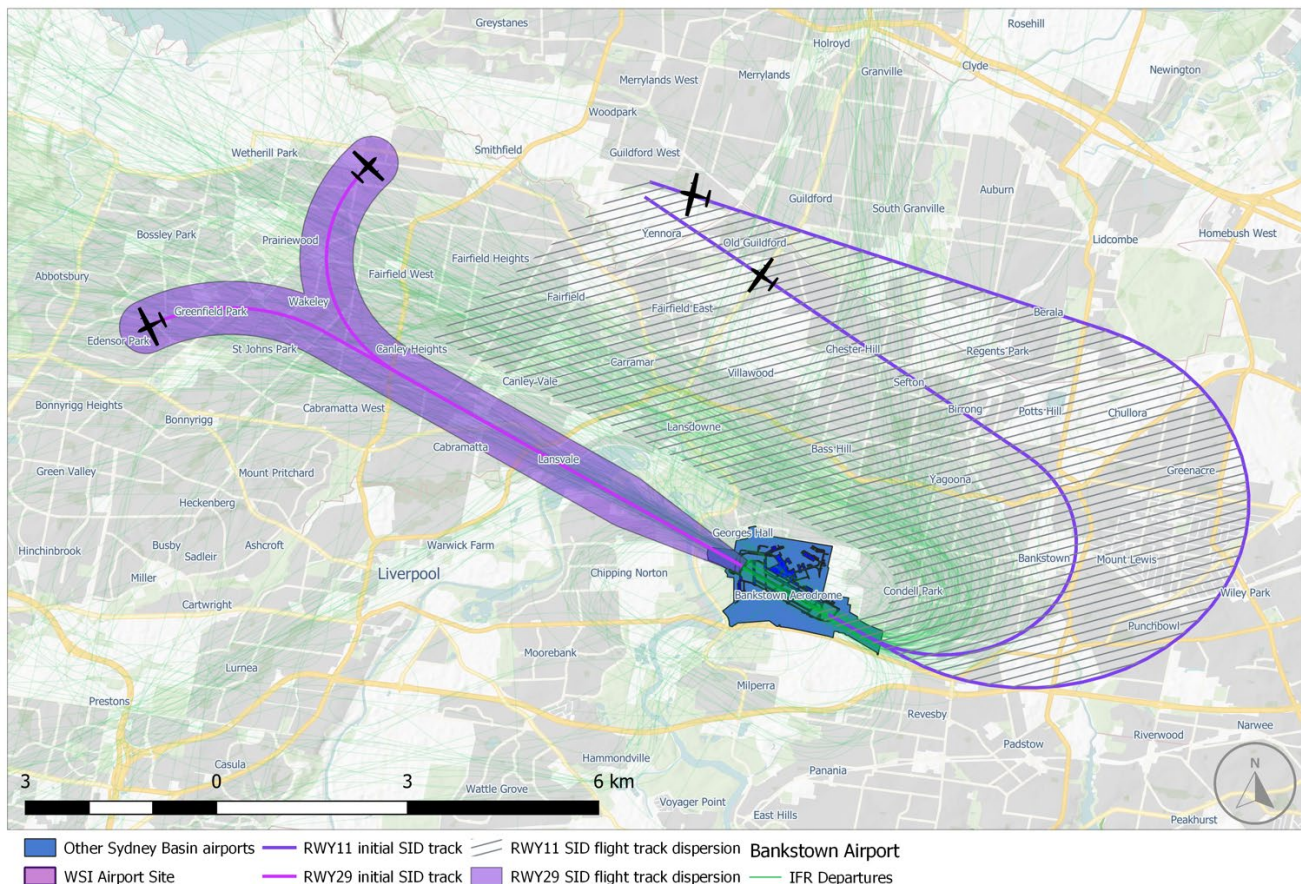 Greystanes
Rosehill
Holroyd
Clyde
Merrylands West
Merrylands
Granville
Newington
Woodpark
Wetherill Park
Smithfield
Guildford West
Auburn
Guildford
South Granville
Bossley Park
Prairiewood
Yennora
Old Guildford
Lidcombe
Homebush West
Abbotsbury
Fairfield West
Fairfield Heights
Fairfield
Fairfield East
Wakeley
Greenfield Park
Berala
Edensor Park
St Johns Park
Canley Heights
Chester Hill
Regents Park
Carramar
Villawood
Canley Vale
Sefton
Bonnyrigg Heights
Bonnyrigg
Cabramatta West
Birrong
Potts Hill
Chullora
Lansdowne
Bass Hill
Cabramatta
Lansvale
Green Valley
Mount Pritchard
Greenacre
Yagoona
Heckenberg
Georges Hall
Hinchinbrook
Busby
Ashcroft
Warwick Farm
Sadleir
Bankstown
Mount Lewis
Miller
Liverpool
Chipping Norton
Condell Park
Bankstown Aerodrome
Wiley Park
Cartwright
Punchbowl
Moorebank
Lurnea
Milperra
Prestons
Revesby
Narwee
Riverwood
Padstow
Hammondville
Casula
Panania
N
3 0 3 6 km
Wattle Grove
Voyager Point
East Hills
Peakhurst
Other Sydney Basin airports
RWY11 initial SID track
RWY11 SID flight track dispersion
Bankstown Airport
WSI Airport Site
RWY29 initial SID track
RWY29 SID flight track dispersion
IFR Departures